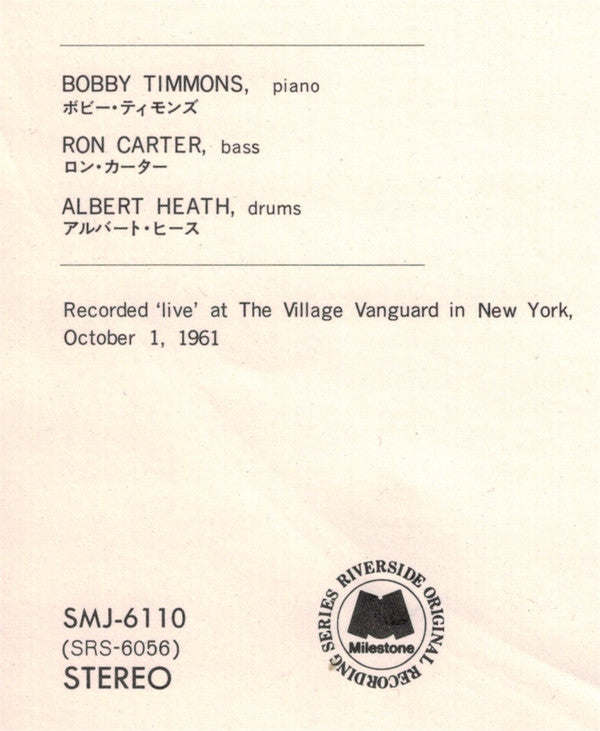 BOBBY TIMMONS, piano
ボビー・ティモンズ
RON CARTER, bass
ロン・カーター
ALBERT HEATH, drums
アルバート・ヒース
Recorded ‘live’ at The Village Vanguard in New York,
October 1, 1961
SMJ-6110
(SRS-6056)
STEREO
RIVERSIDE ORIGINAL RECORDING SERIES
Milestone